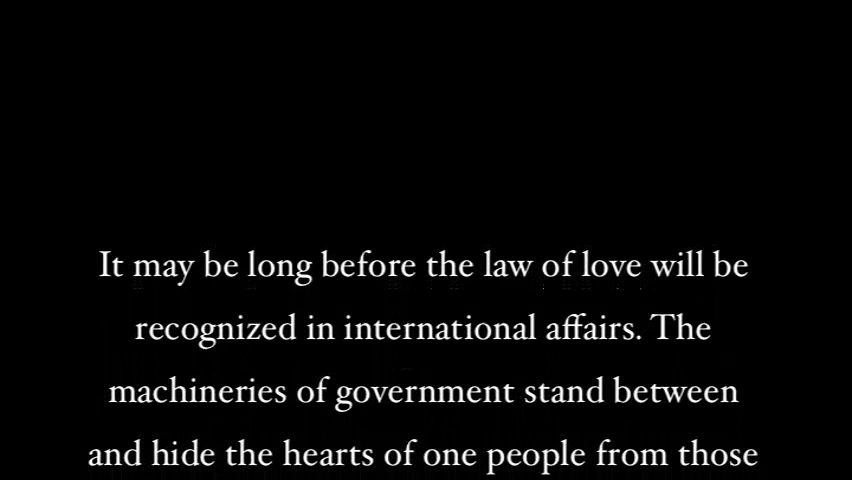 It may be long before the law of love will be
recognized in international affairs. The
machineries of government stand between
and hide the hearts of one people from those